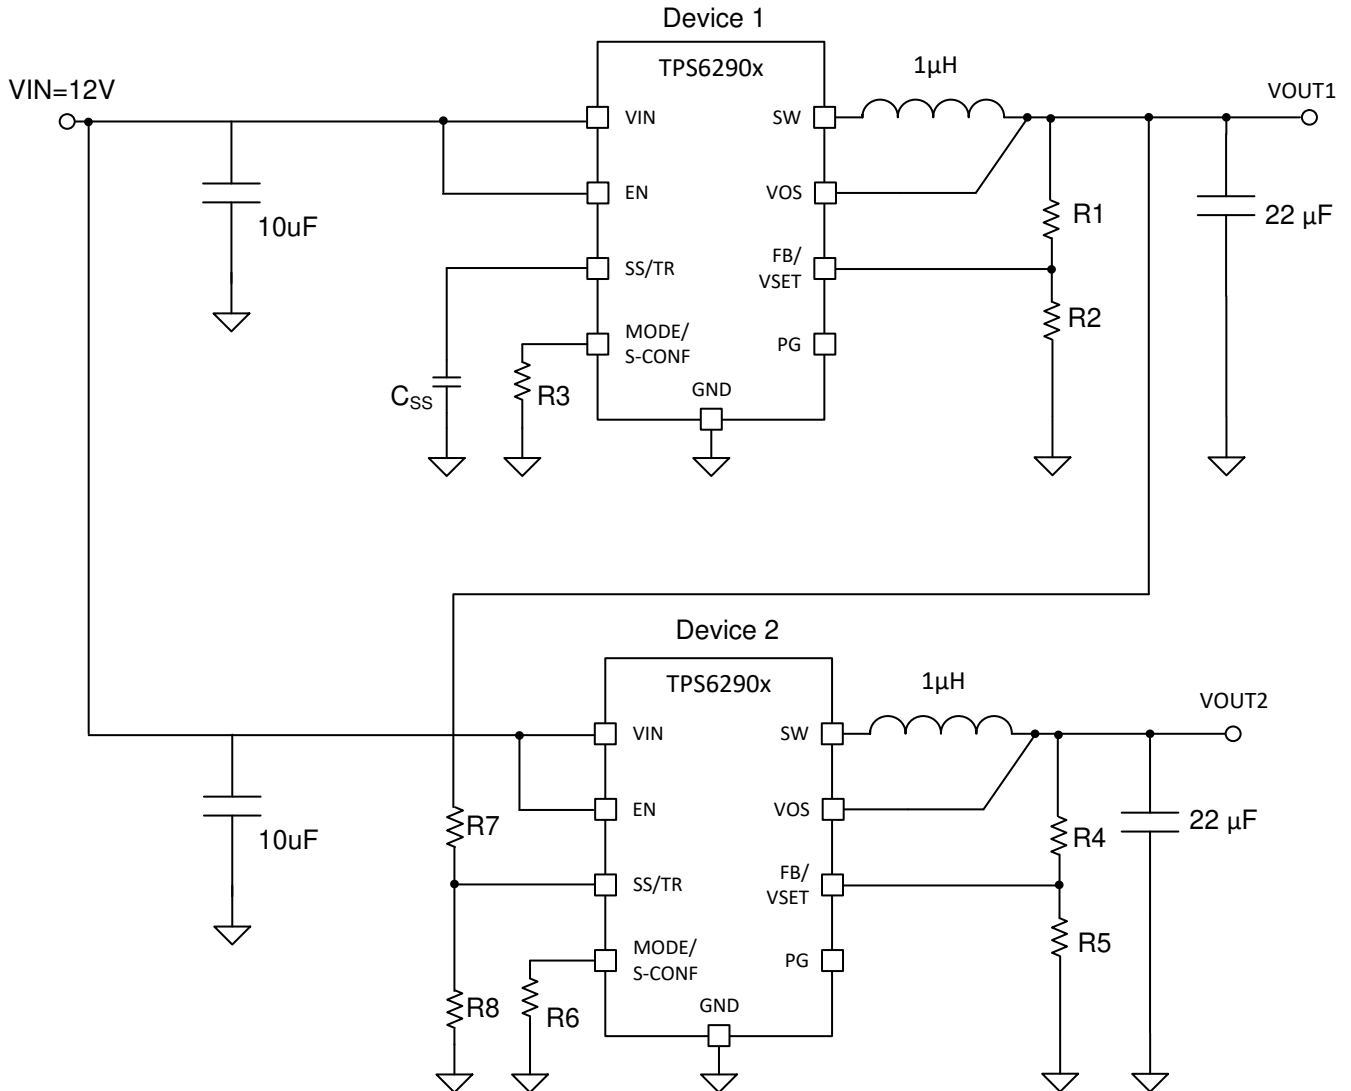 Device 1
TPS6290x
1µH
VIN=12V
VOUT1
VIN
SW
EN
VOS
10uF
R1
22 µF
SS/TR
FB/
VSET
R2
MODE/
S-CONF
PG
CSS
R3
GND
Device 2
TPS6290x
1µH
VOUT2
VIN
SW
EN
VOS
10uF
R7
R4
22 µF
SS/TR
FB/
VSET
R5
MODE/
S-CONF
PG
R8
R6
GND